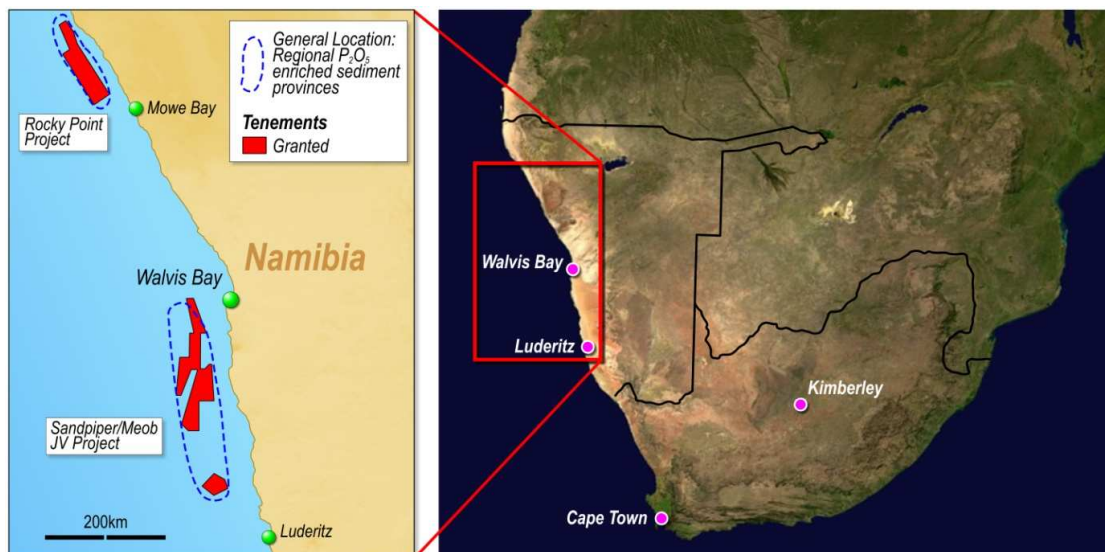 General Location:
Regional P₂O₅
enriched sediment
provinces
Tenements
Granted
Mowe Bay
Rocky Point
Project
Namibia
Walvis Bay
Sandpiper/Meob
JV Project
200km
Luderitz
Walvis Bay
Luderitz
Kimberley
Cape Town